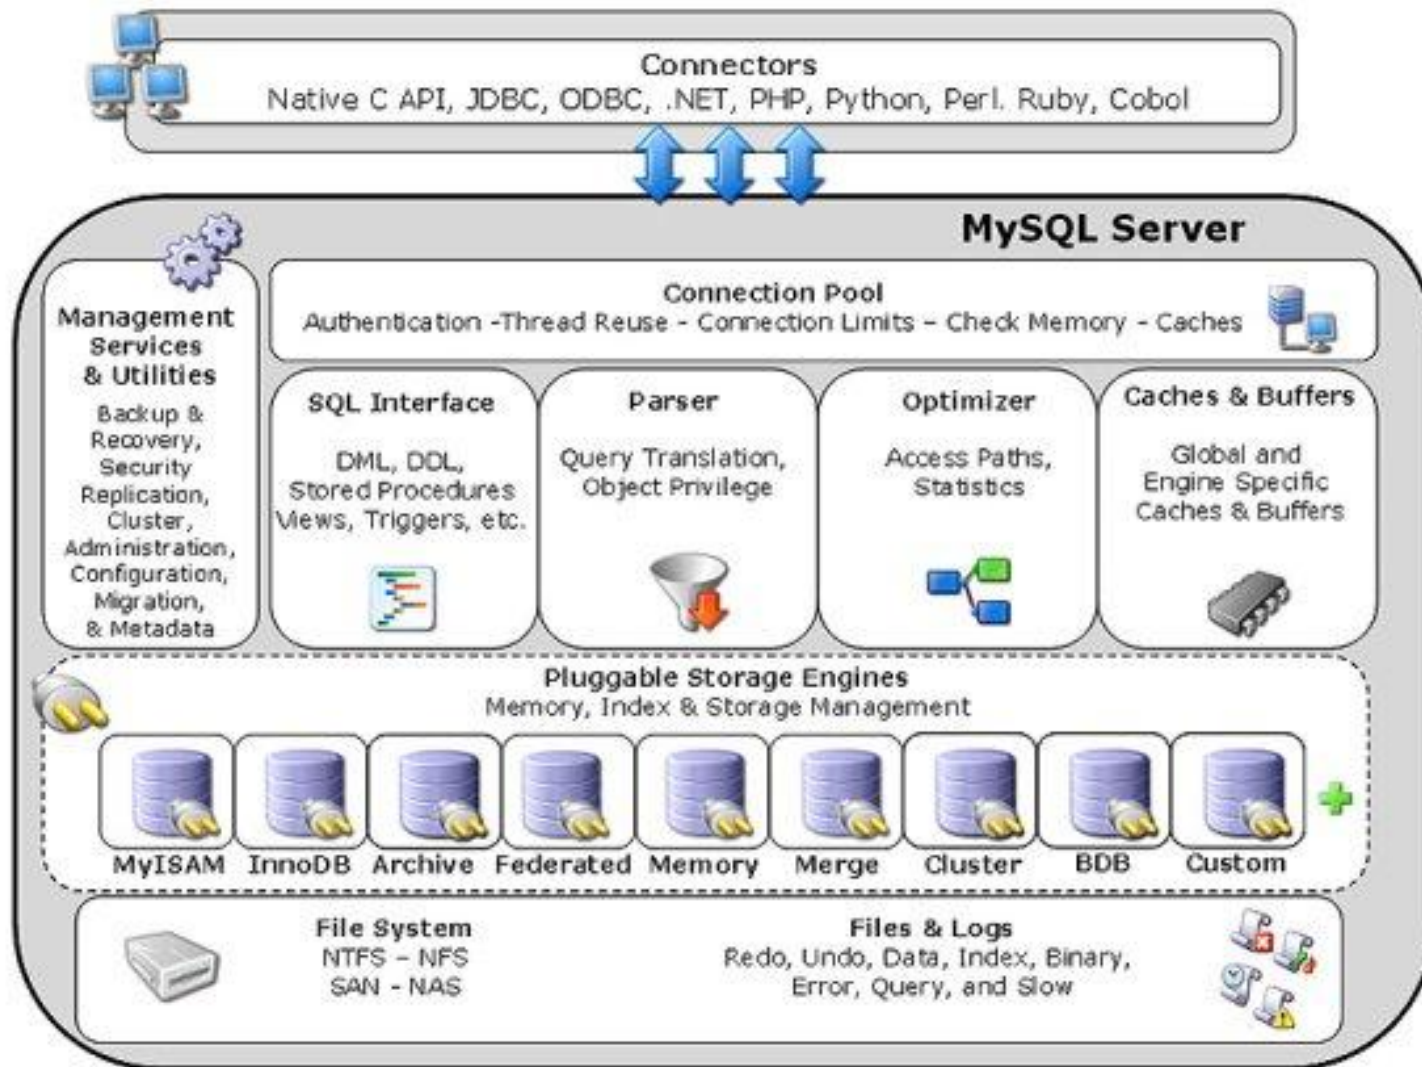 Connectors
Native C API, JDBC, ODBC, .NET, PHP, Python, Perl. Ruby, Cobol
MySQL Server
Management
Services
& Utilities
Backup &
Recovery,
Security
Replication,
Cluster,
Administration,
Configuration,
Migration,
& Metadata
Connection Pool
Authentication -Thread Reuse - Connection Limits – Check Memory - Caches
SQL Interface
DML, DDL,
Stored Procedures
Views, Triggers, etc.
Parser
Query Translation,
Object Privilege
Optimizer
Access Paths,
Statistics
Caches & Buffers
Global and
Engine Specific
Caches & Buffers
Pluggable Storage Engines
Memory, Index & Storage Management
MyISAM
InnoDB
Archive
Federated
Memory
Merge
Cluster
BDB
Custom
File System
NTFS – NFS
SAN - NAS
Files & Logs
Redo, Undo, Data, Index, Binary,
Error, Query, and Slow